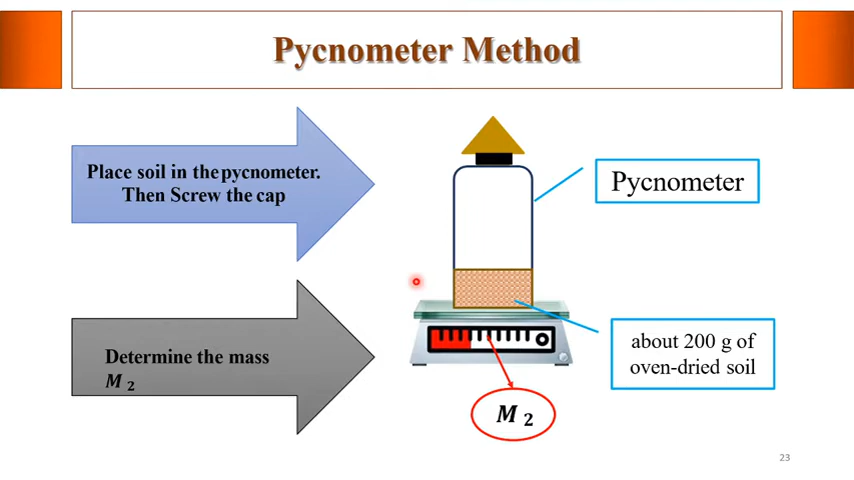 Pycnometer Method
Place soil in the pycnometer.
Then Screw the cap
Pycnometer
Determine the mass
M 2
about 200 g of
oven-dried soil
M 2
23